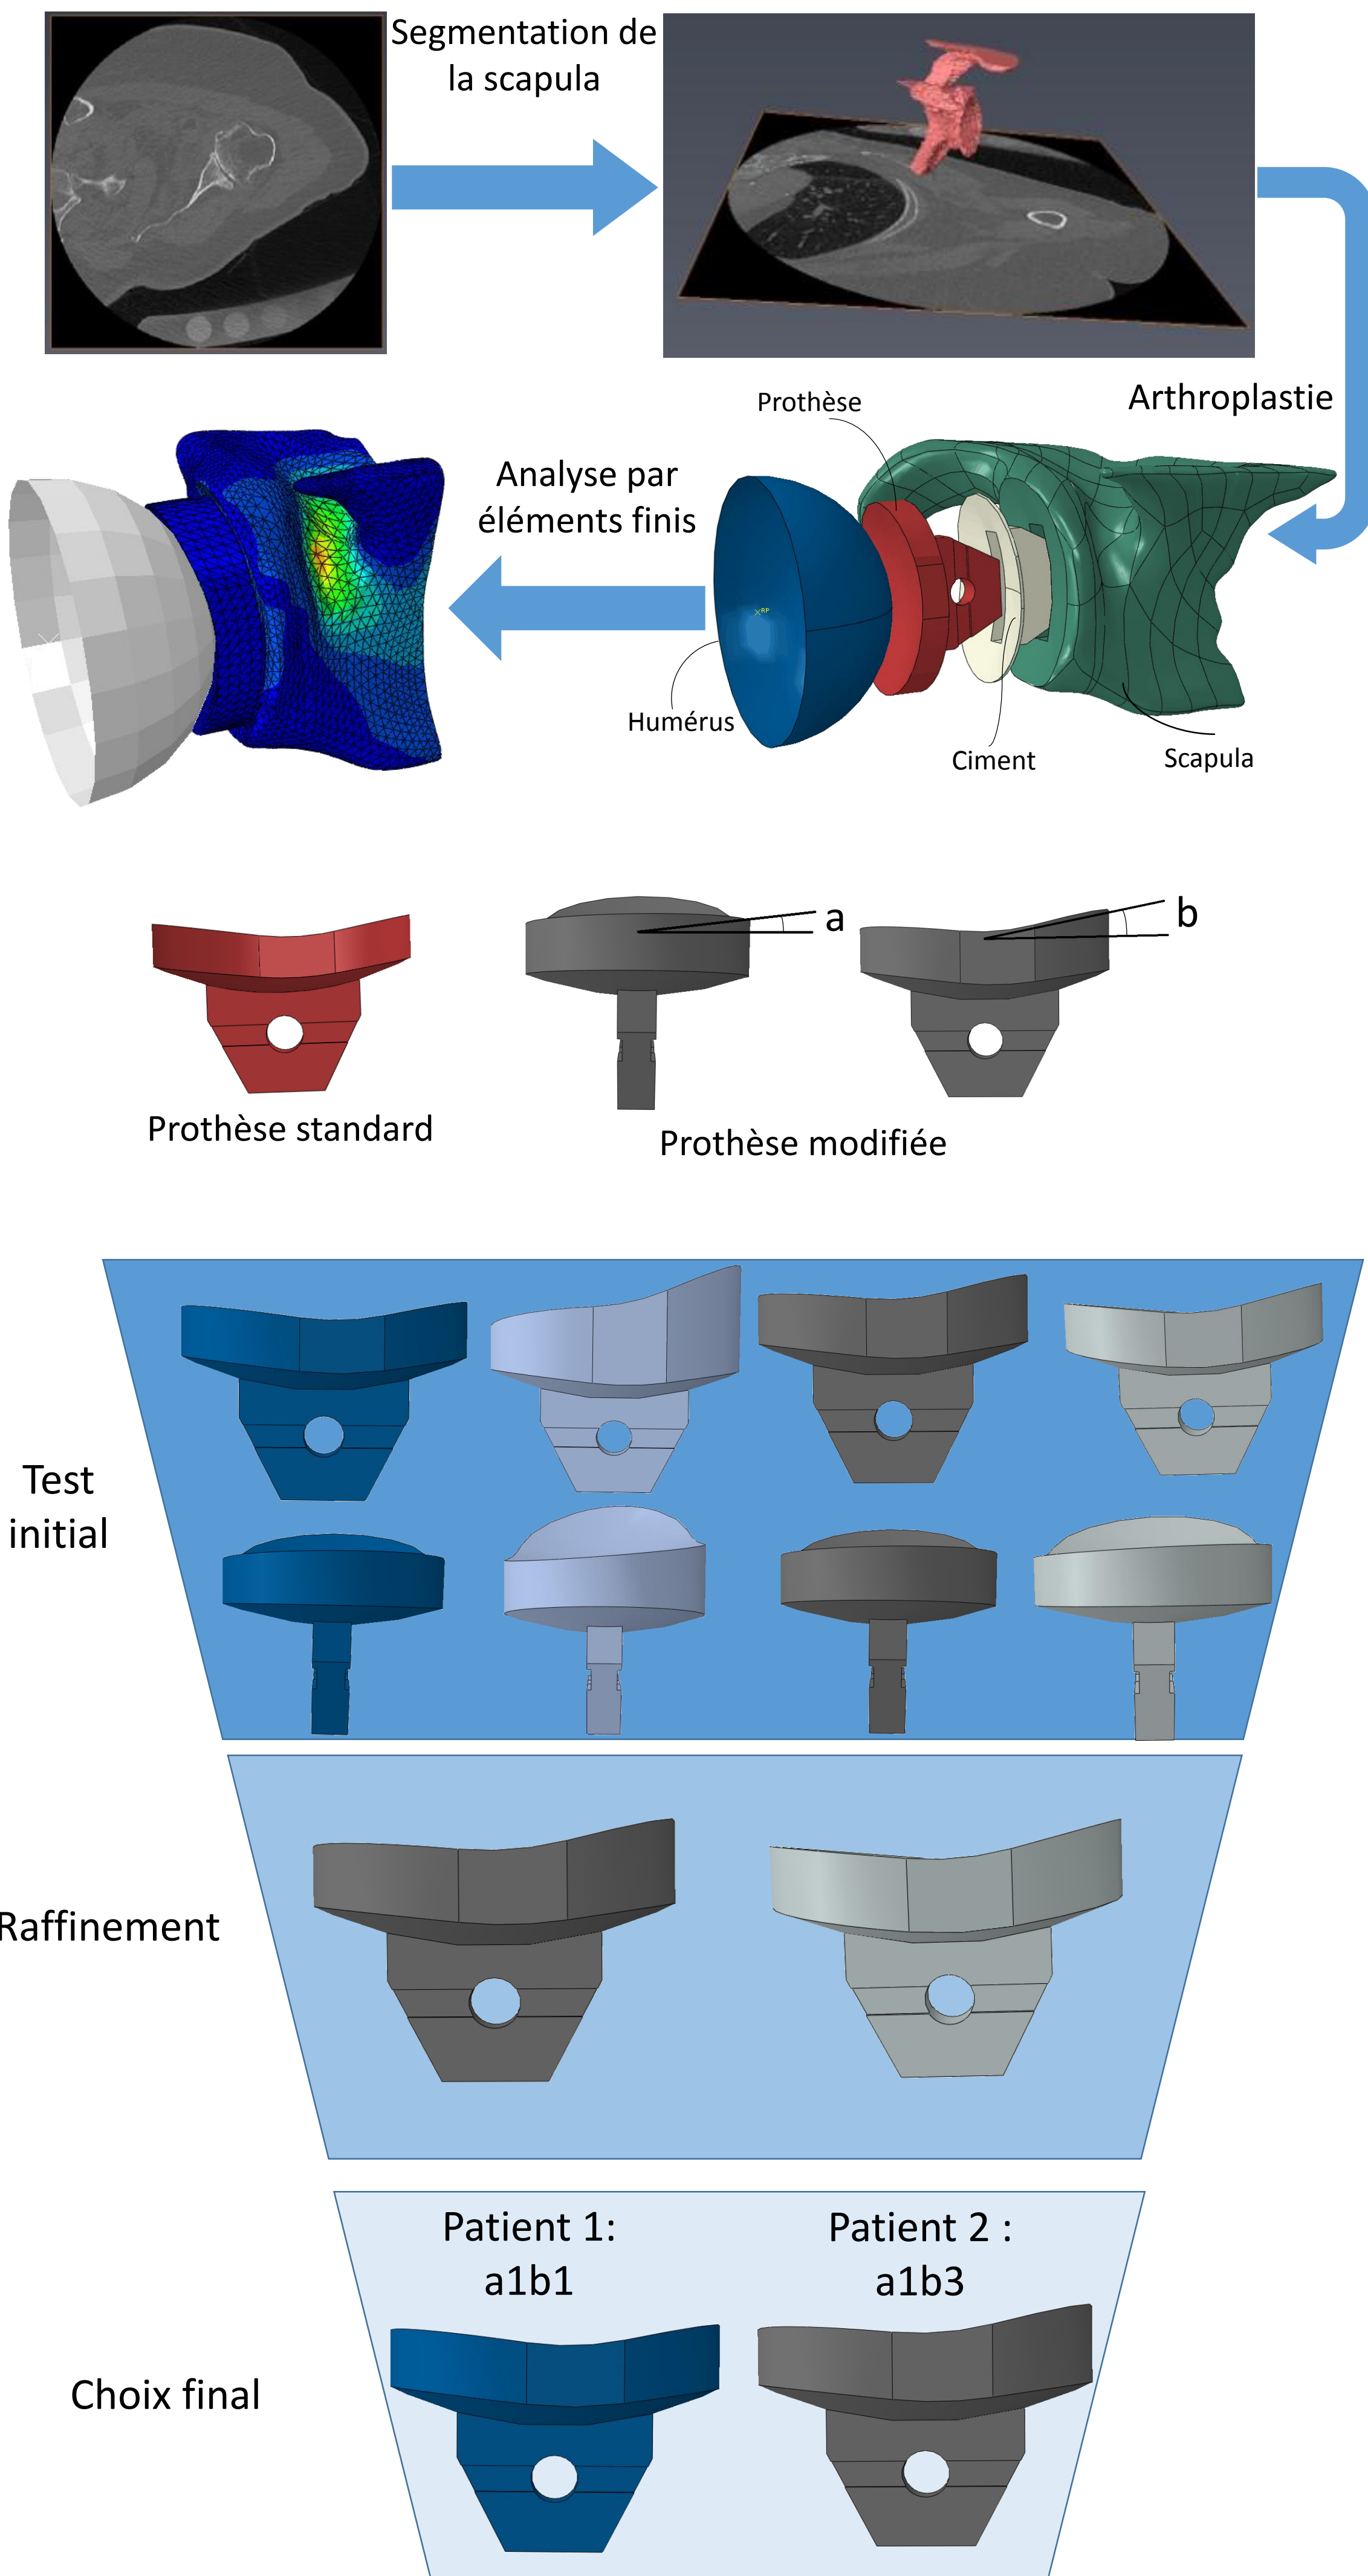 Segmentation de
la scapula
Arthroplastie
Prothèse
Analyse par
éléments finis
RP
Humérus
Ciment
Scapula
a
b
Prothèse standard
Prothèse modifiée
Test
initial
Raffinement
Patient 1:
a1b1
Patient 2 :
a1b3
Choix final